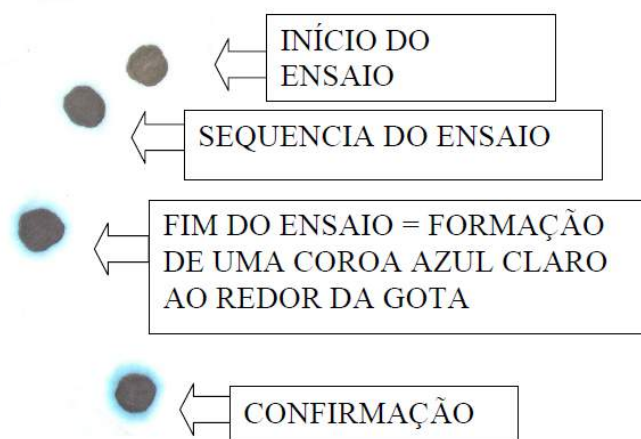 INÍCIO DO
ENSAIO
SEQUENCIA DO ENSAIO
FIM DO ENSAIO = FORMAÇÃO
DE UMA COROA AZUL CLARO
AO REDOR DA GOTA
CONFIRMAÇÃO